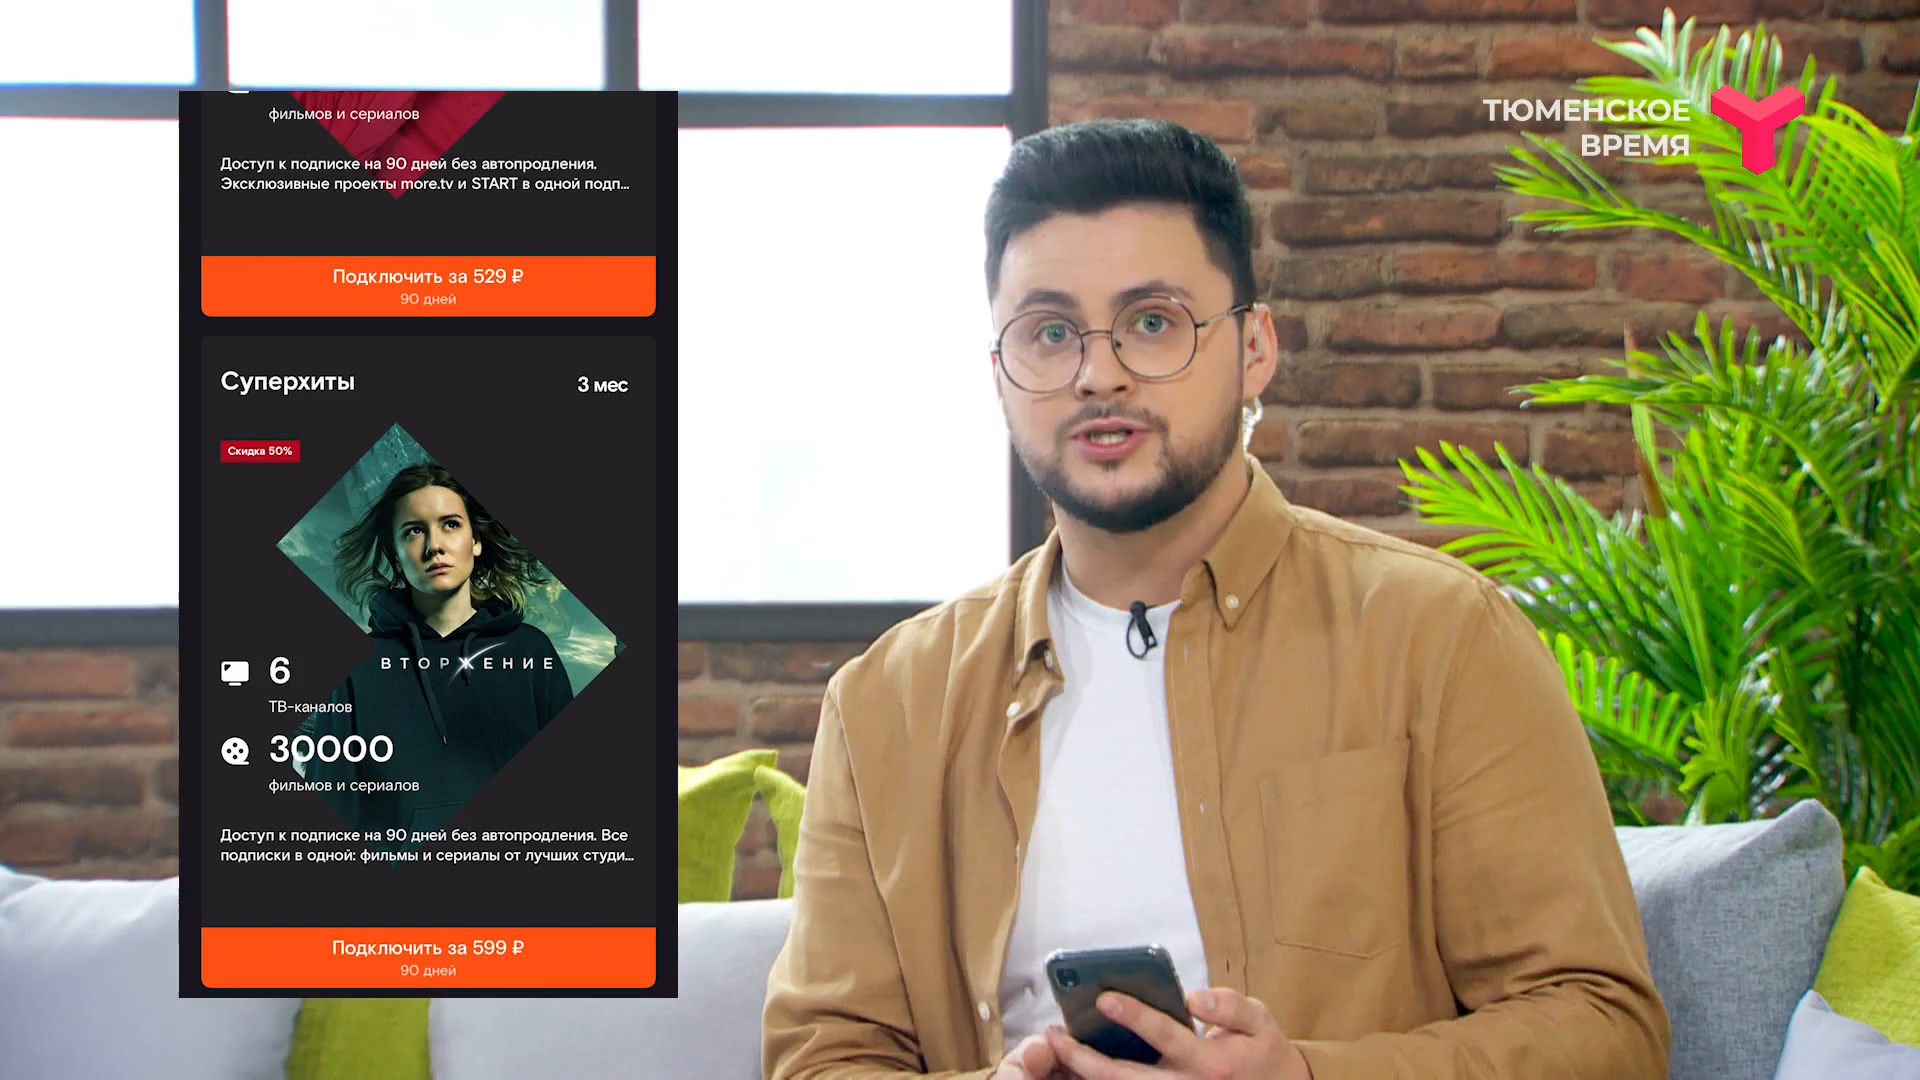 фильмов и сериалов
Доступ к подписке на 90 дней без автопродления.
Эксклюзивные проекты more.tv и START в одной подп...
Подключить за 529 ₽
90 дней
Суперхиты
3 мес
Скидка 50%
ВТОРЖЕНИЕ
6
ТВ-каналов
30000
фильмов и сериалов
Доступ к подписке на 90 дней без автопродления. Все
подписки в одной: фильмы и сериалы от лучших студи...
Подключить за 599 ₽
90 дней
ТЮМЕНСКОЕ
ВРЕМЯ